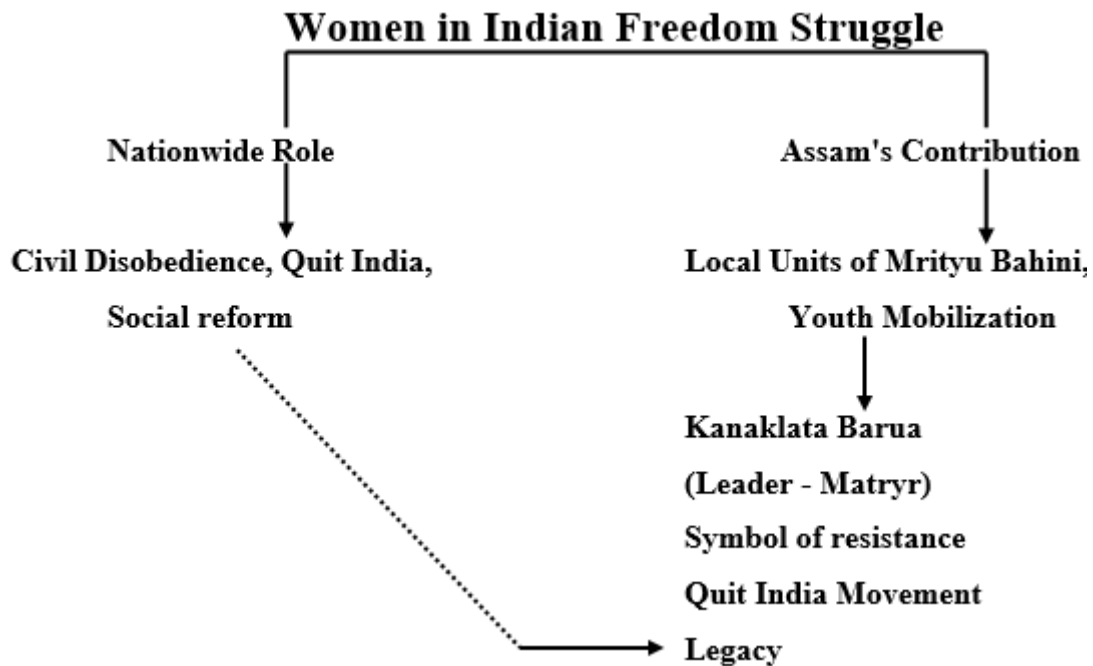 Women in Indian Freedom Struggle
Nationwide Role
Assam's Contribution
Civil Disobedience, Quit India,
Social reform
Local Units of Mrityu Bahini,
Youth Mobilization
Kanaklata Barua
(Leader - Matryr)
Symbol of resistance
Quit India Movement
Legacy